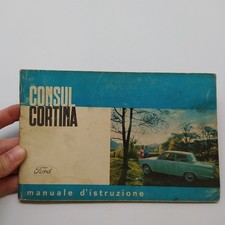 CONSUL
CORTINA
Ford
manuale d'istruzione